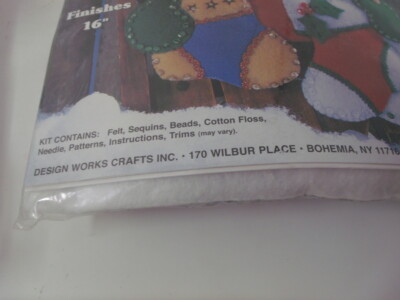 Finishes
16"
KIT CONTAINS: Felt, Sequins, Beads, Cotton Floss,
Needle, Patterns, Instructions, Trims (may vary).
DESIGN WORKS CRAFTS INC. · 170 WILBUR PLACE · BOHEMIA, NY 11716